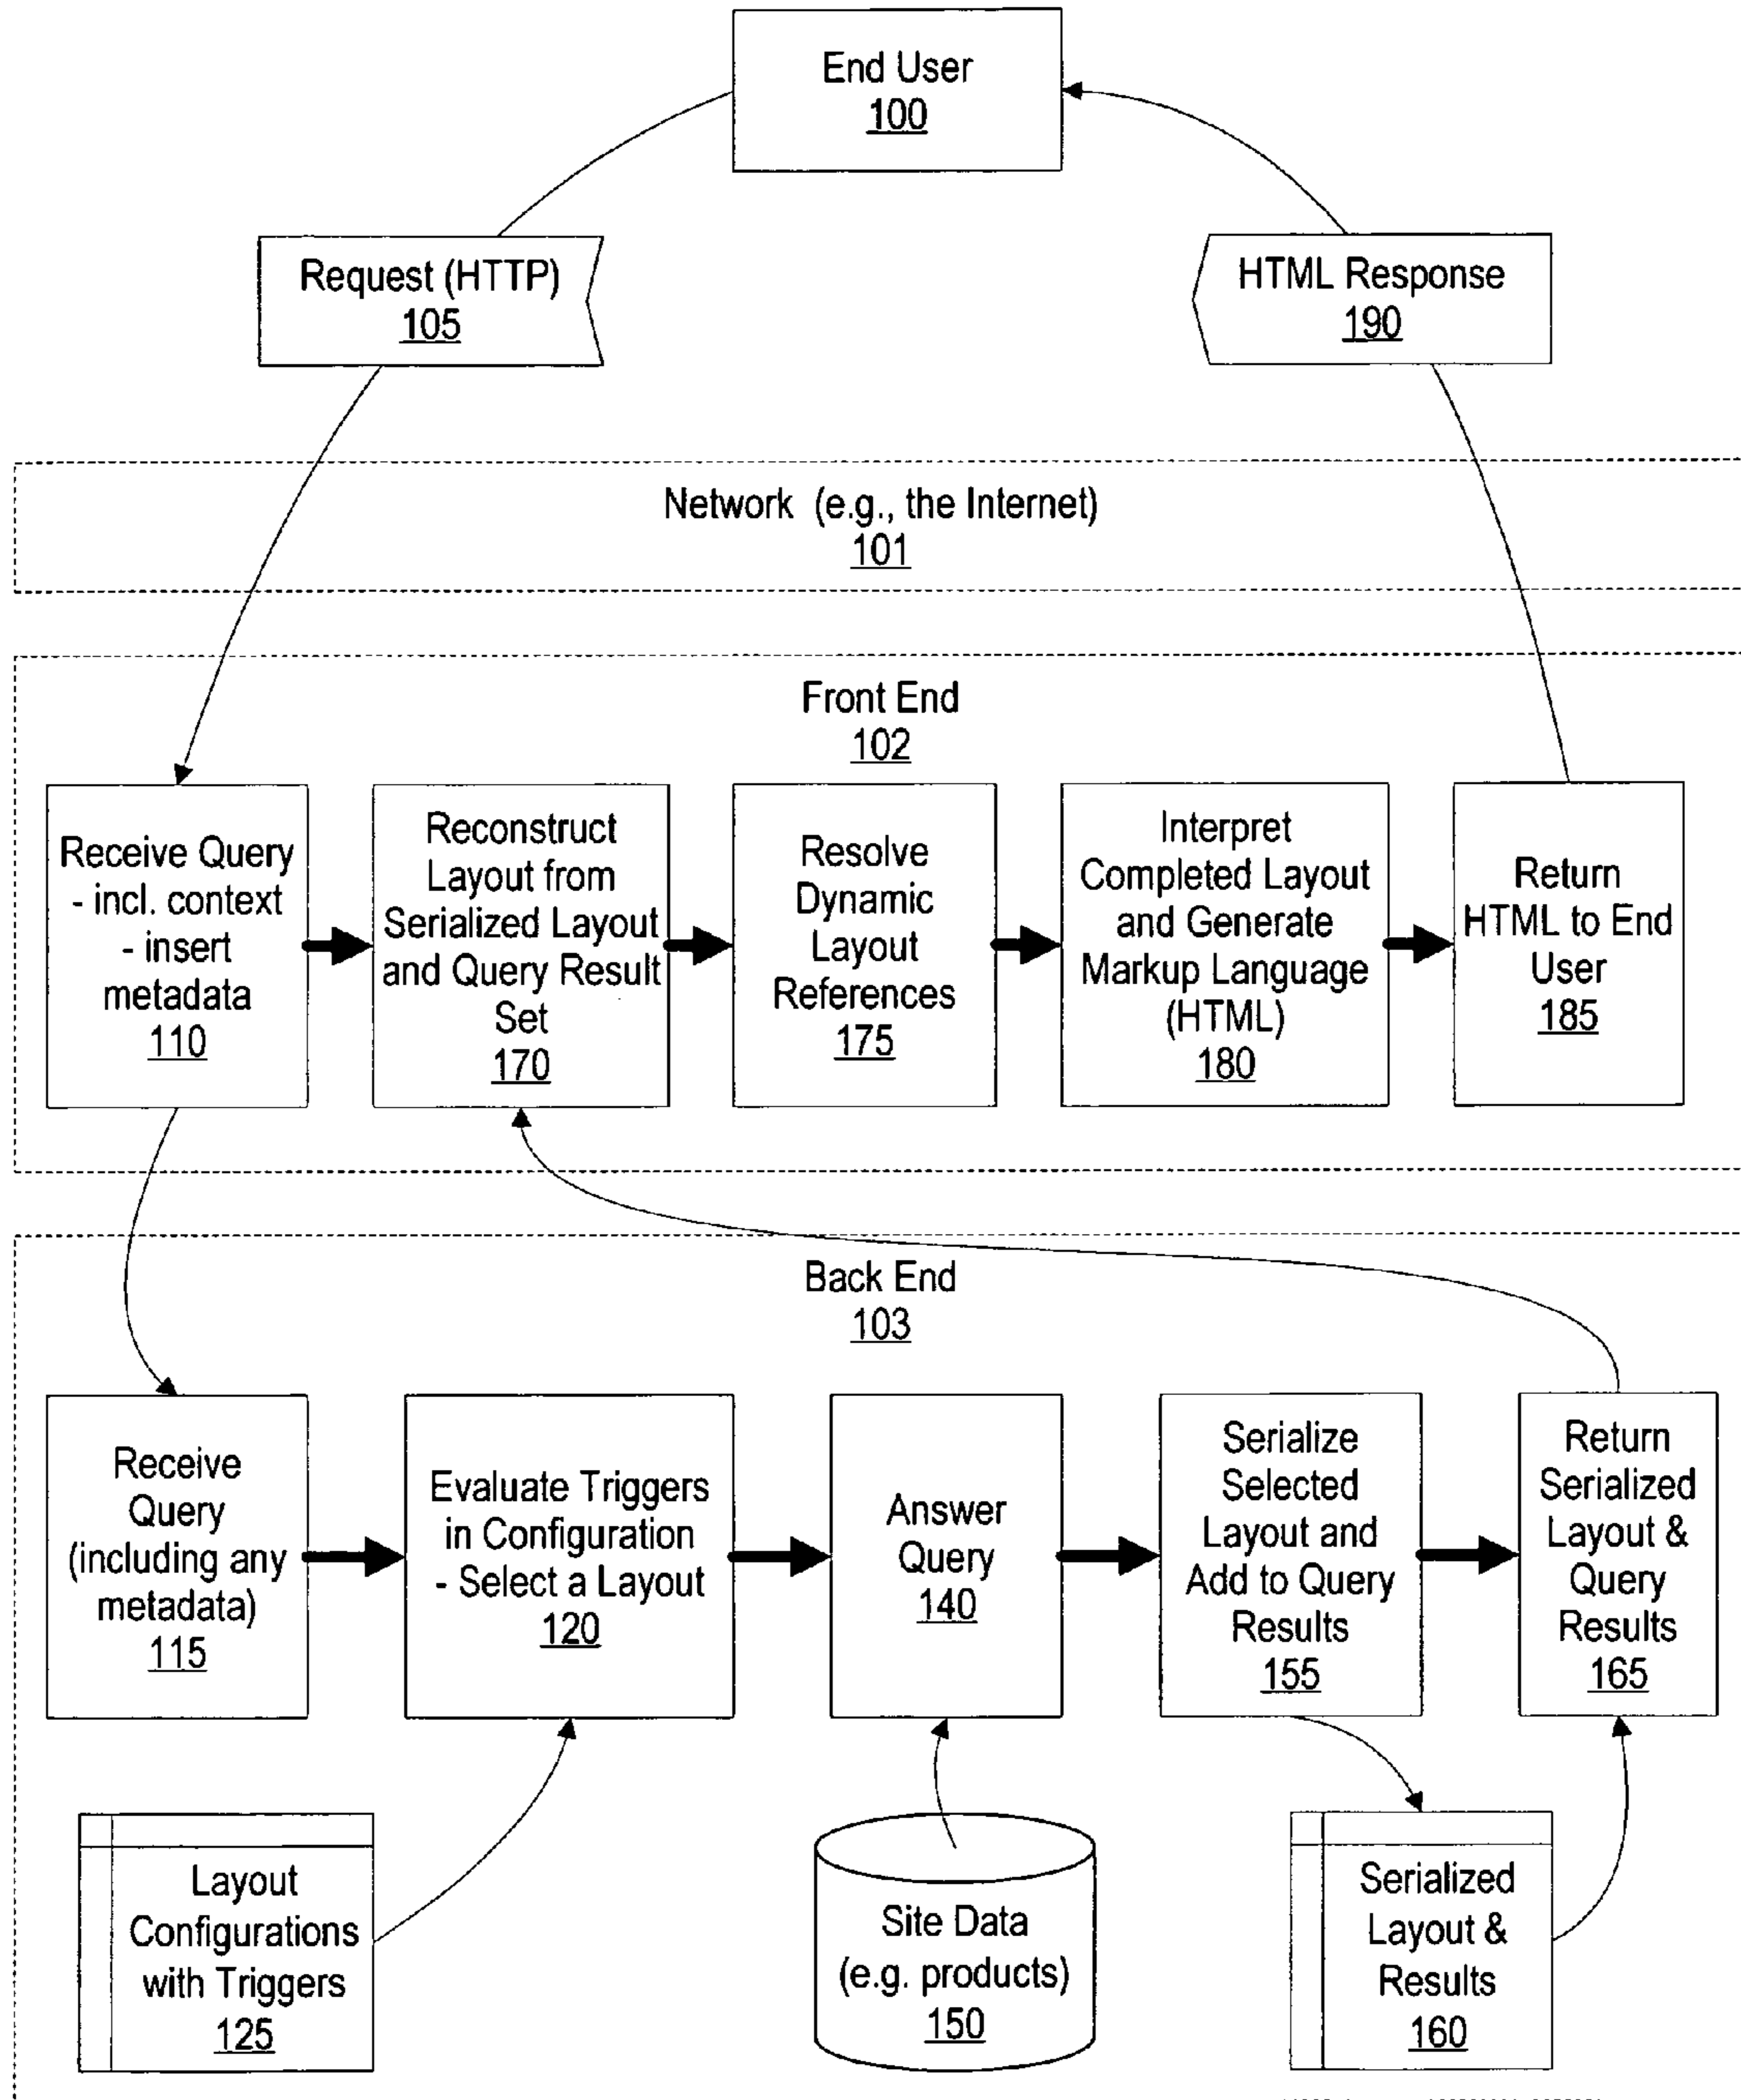 End User
100
Request (HTTP)
105
HTML Response
190
Network (e.g., the Internet)
101
Front End
102
Receive Query
- incl. context
- insert
metadata
110
Reconstruct
Layout from
Serialized Layout
and Query Result
Set
170
Resolve
Dynamic
Layout
References
175
Interpret
Completed Layout
and Generate
Markup Language
(HTML)
180
Return
HTML to End
User
185
Back End
103
Receive
Query
(including any
metadata)
115
Evaluate Triggers
in Configuration
- Select a Layout
120
Answer
Query
140
Serialize
Selected
Layout and
Add to Query
Results
155
Return
Serialized
Layout &
Query
Results
165
Layout
Configurations
with Triggers
125
Site Data
(e.g. products)
150
Serialized
Layout &
Results
160